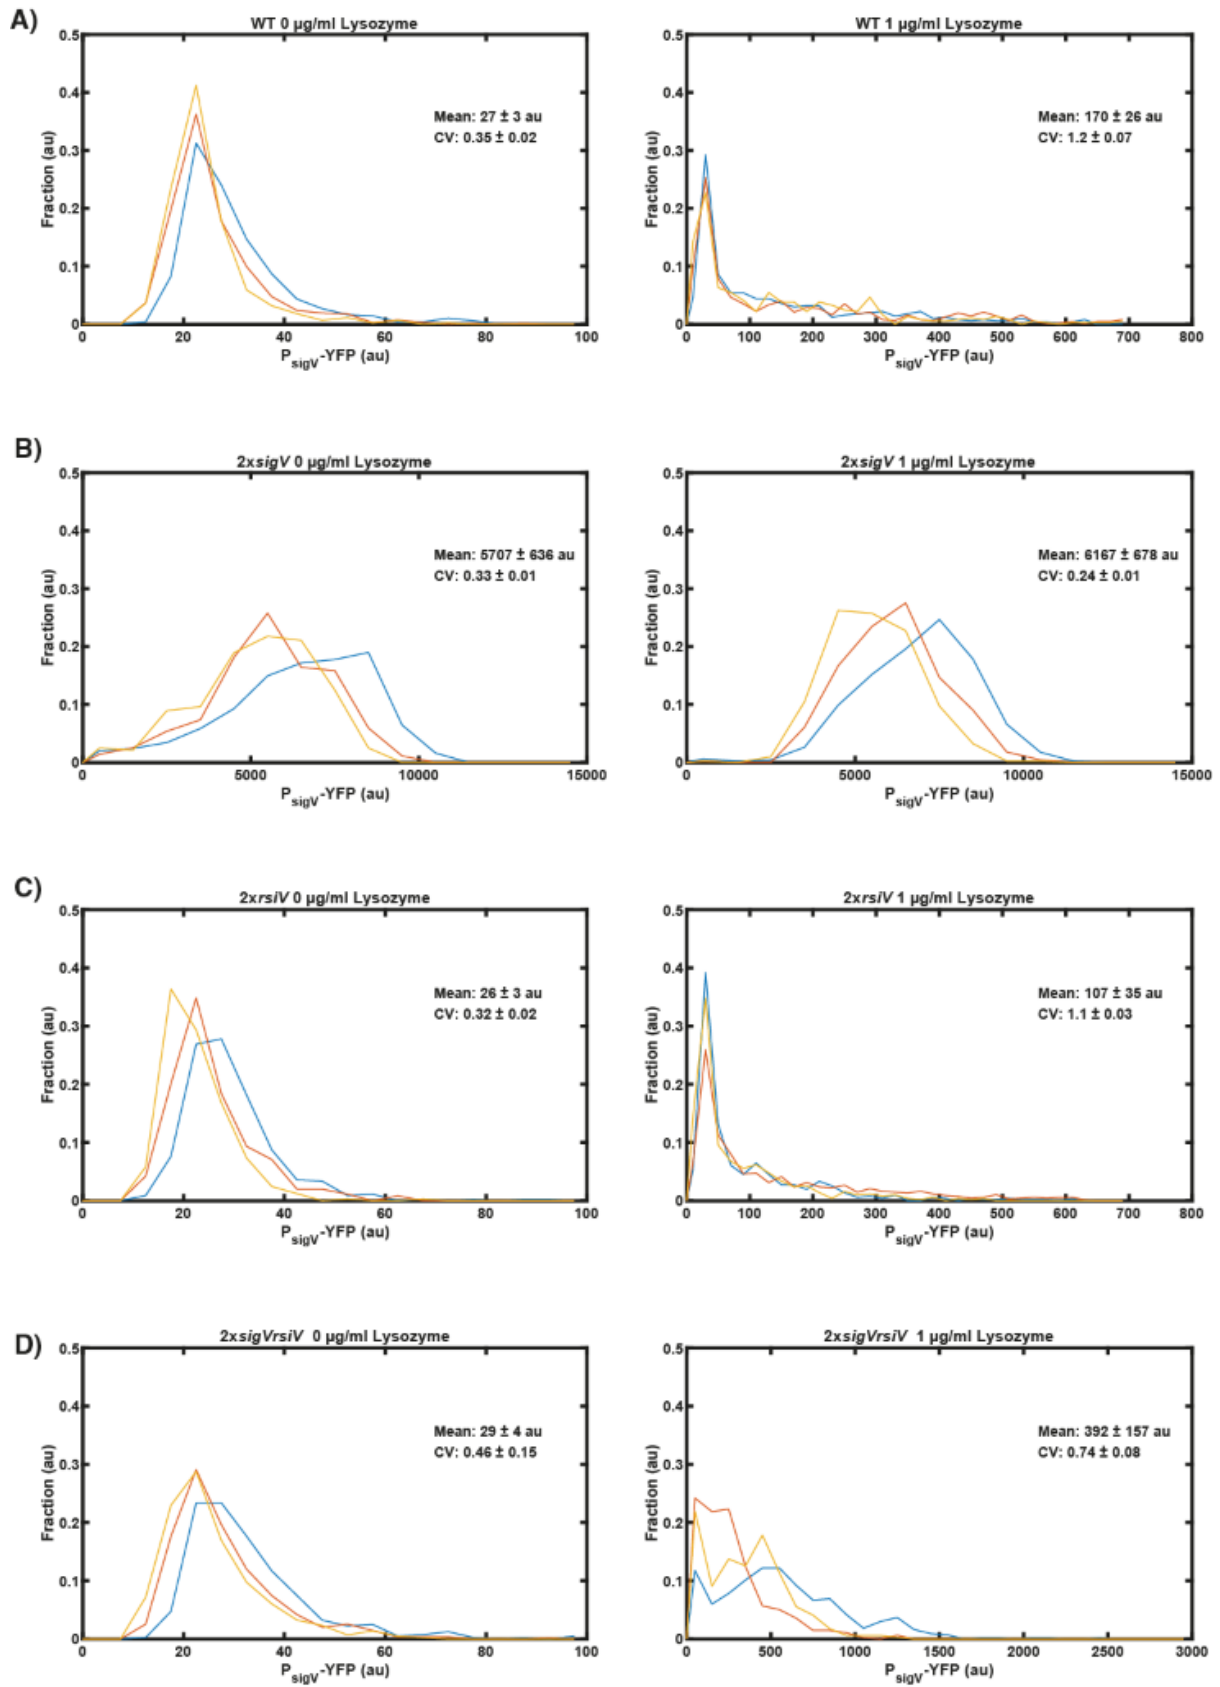 A)
WT 0 µg/ml Lysozyme
0.5
0.4
0.3
0.2
0.1
0
Fraction (au)
Mean: 27 ± 3 au
CV: 0.35 ± 0.02
0 20 40 60 80 100
PsigV-YFP (au)
WT 1 µg/ml Lysozyme
0.5
0.4
0.3
0.2
0.1
0
Fraction (au)
Mean: 170 ± 26 au
CV: 1.2 ± 0.07
0 100 200 300 400 500 600 700 800
PsigV-YFP (au)
B)
2xsigV 0 µg/ml Lysozyme
0.5
0.4
0.3
0.2
0.1
0
Fraction (au)
Mean: 5707 ± 636 au
CV: 0.33 ± 0.01
0 5000 10000 15000
PsigV-YFP (au)
2xsigV 1 µg/ml Lysozyme
0.5
0.4
0.3
0.2
0.1
0
Fraction (au)
Mean: 6167 ± 678 au
CV: 0.24 ± 0.01
0 5000 10000 15000
PsigV-YFP (au)
C)
2xrsiV 0 µg/ml Lysozyme
0.5
0.4
0.3
0.2
0.1
0
Fraction (au)
Mean: 26 ± 3 au
CV: 0.32 ± 0.02
0 20 40 60 80 100
PsigV-YFP (au)
2xrsiV 1 µg/ml Lysozyme
0.5
0.4
0.3
0.2
0.1
0
Fraction (au)
Mean: 107 ± 35 au
CV: 1.1 ± 0.03
0 100 200 300 400 500 600 700 800
PsigV-YFP (au)
D)
2xsigVrsiV 0 µg/ml Lysozyme
0.5
0.4
0.3
0.2
0.1
0
Fraction (au)
Mean: 29 ± 4 au
CV: 0.46 ± 0.15
0 20 40 60 80 100
PsigV-YFP (au)
2xsigVrsiV 1 µg/ml Lysozyme
0.5
0.4
0.3
0.2
0.1
0
Fraction (au)
Mean: 392 ± 157 au
CV: 0.74 ± 0.08
0 500 1000 1500 2000 2500 3000
PsigV-YFP (au)